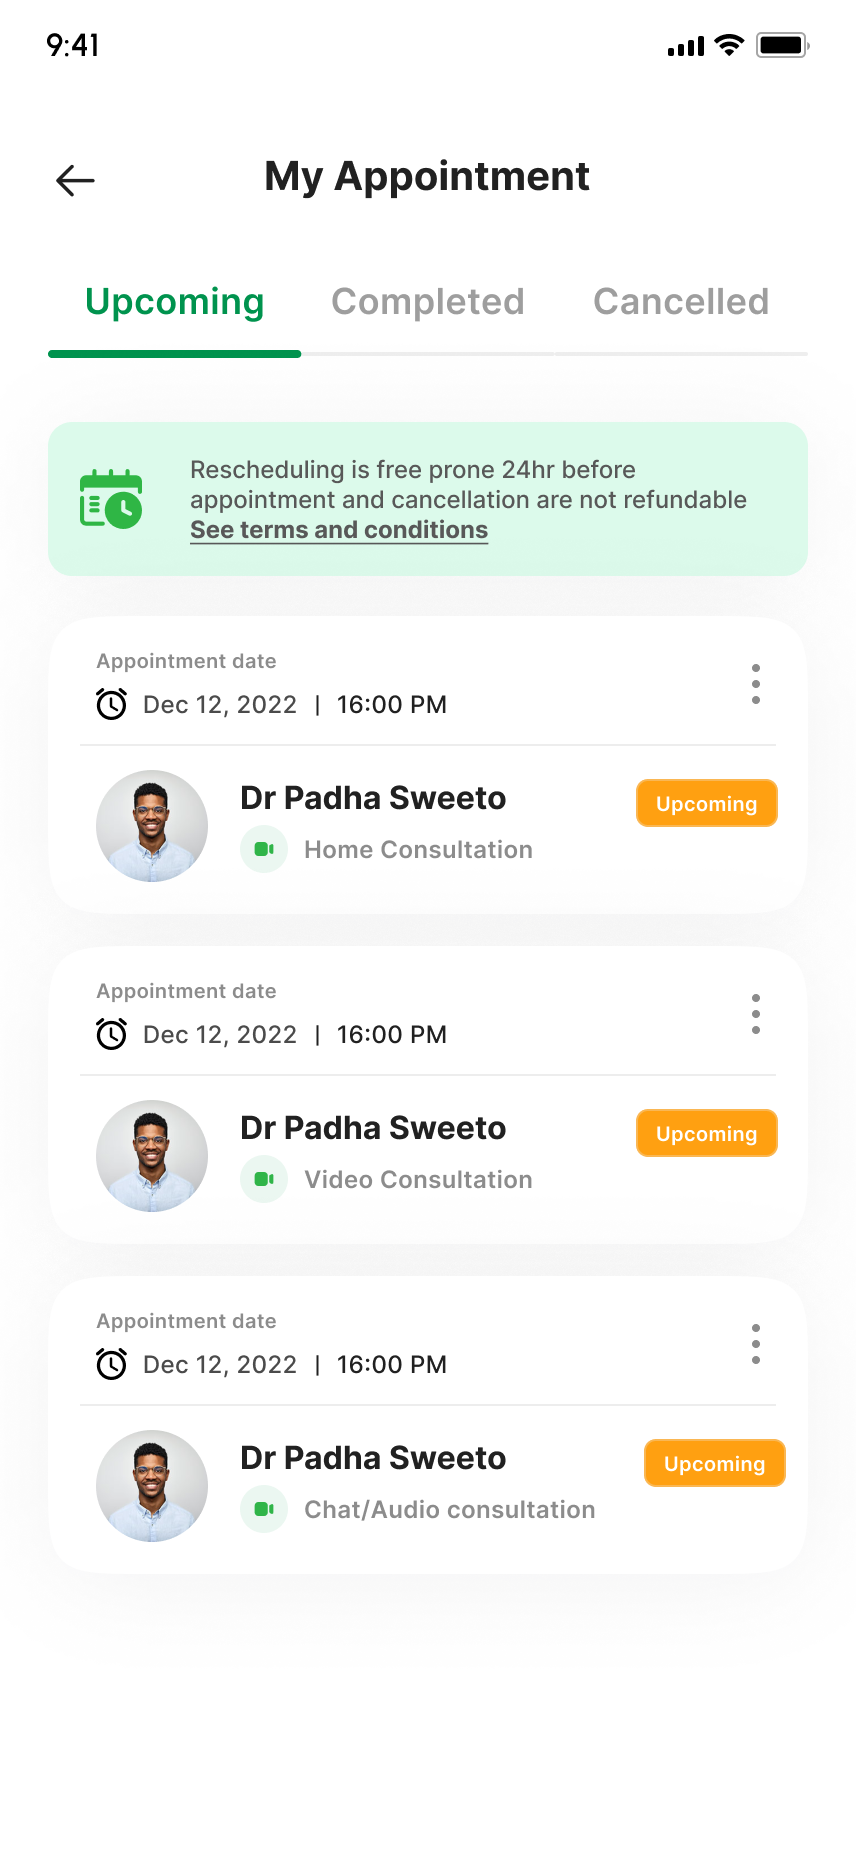 9:41
My Appointment
Upcoming Completed Cancelled
Rescheduling is free prone 24hr before
appointment and cancellation are not refundable
See terms and conditions
Appointment date
Dec 12, 2022 | 16:00 PM
Dr Padha Sweeto
Upcoming
Home Consultation
Appointment date
Dec 12, 2022 | 16:00 PM
Dr Padha Sweeto
Upcoming
Video Consultation
Appointment date
Dec 12, 2022 | 16:00 PM
Dr Padha Sweeto
Upcoming
Chat/Audio consultation